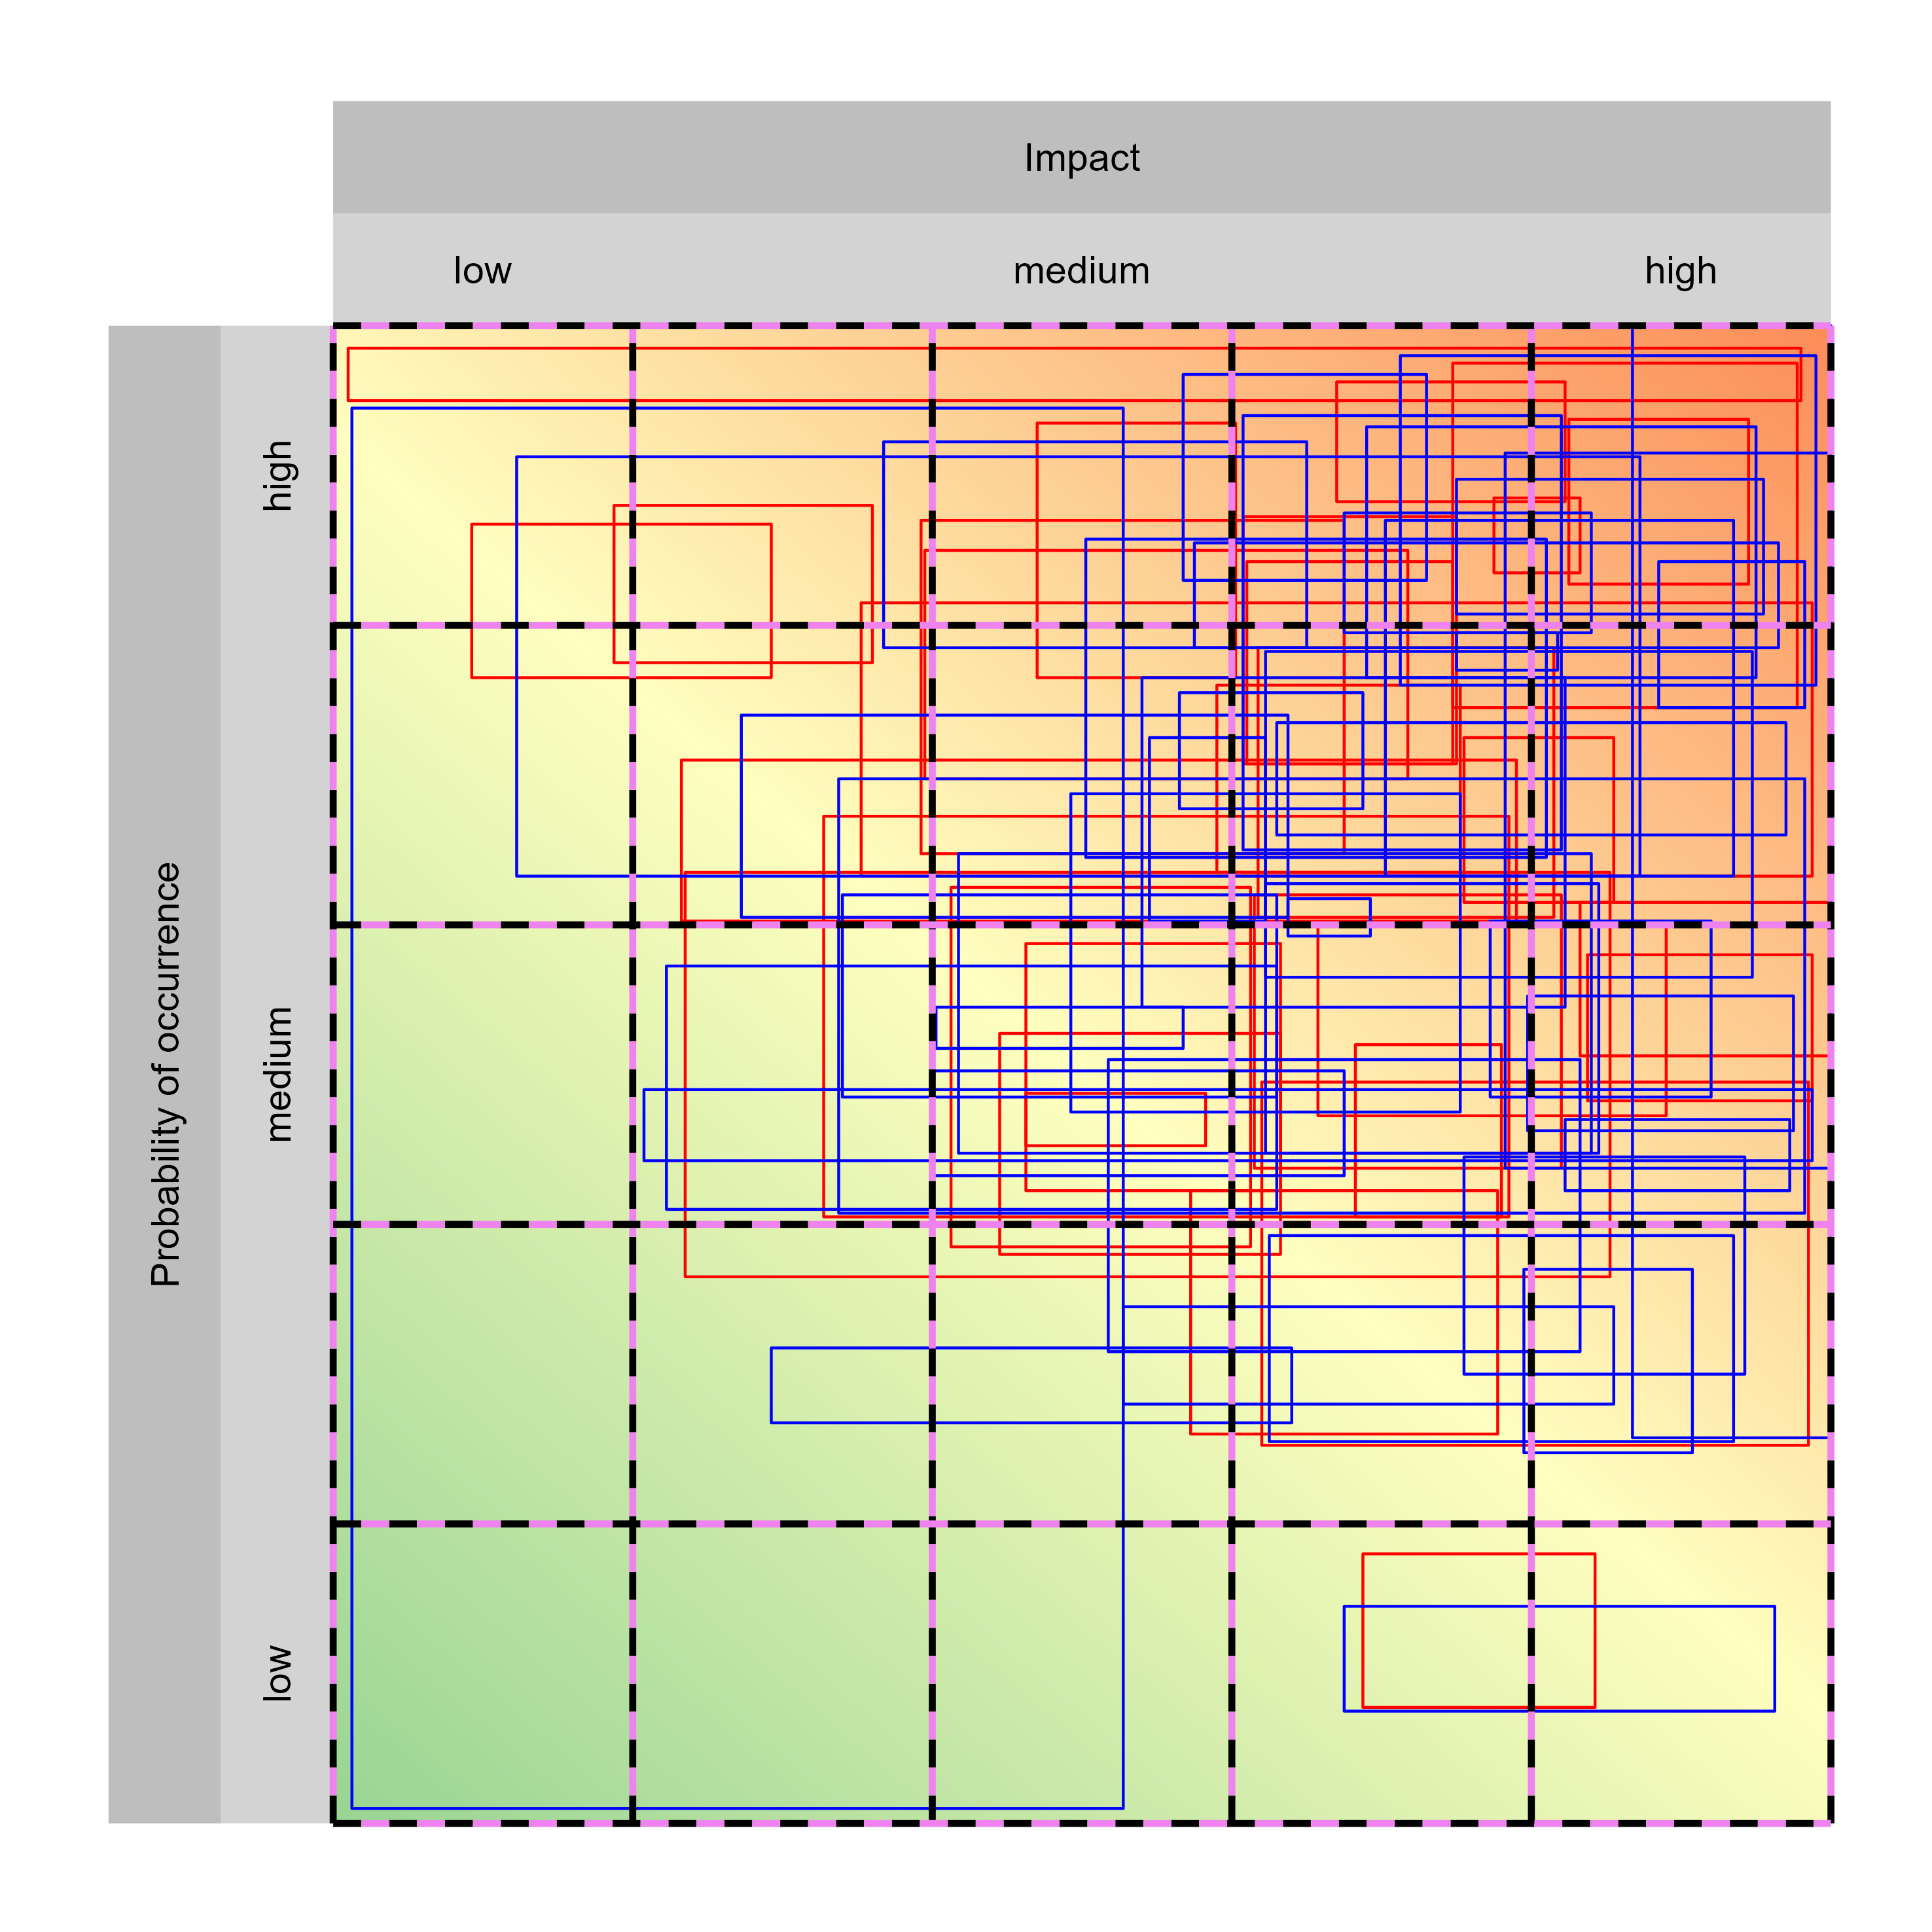 Impact
low medium high
Probability of occurrence
high
medium
low